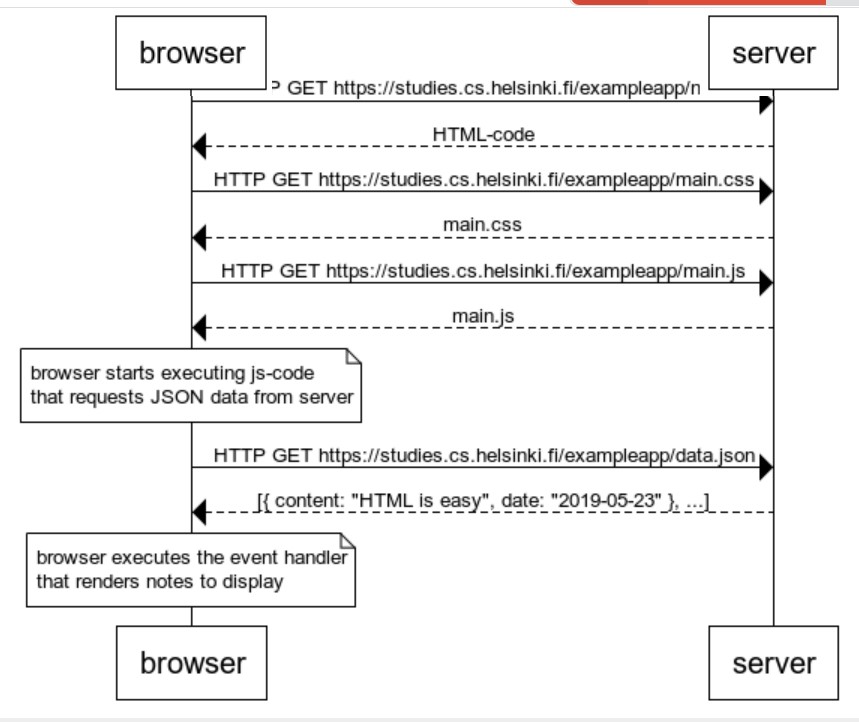 browser
server
P GET https://studies.cs.helsinki.fi/exampleapp/n
HTML-code
HTTP GET https://studies.cs.helsinki.fi/exampleapp/main.css
main.css
HTTP GET https://studies.cs.helsinki.fi/exampleapp/main.js
main.js
browser starts executing js-code
that requests JSON data from server
HTTP GET https://studies.cs.helsinki.fi/exampleapp/data.json
[{ content: "HTML is easy", date: "2019-05-23" }, ...]
browser executes the event handler
that renders notes to display
browser
server